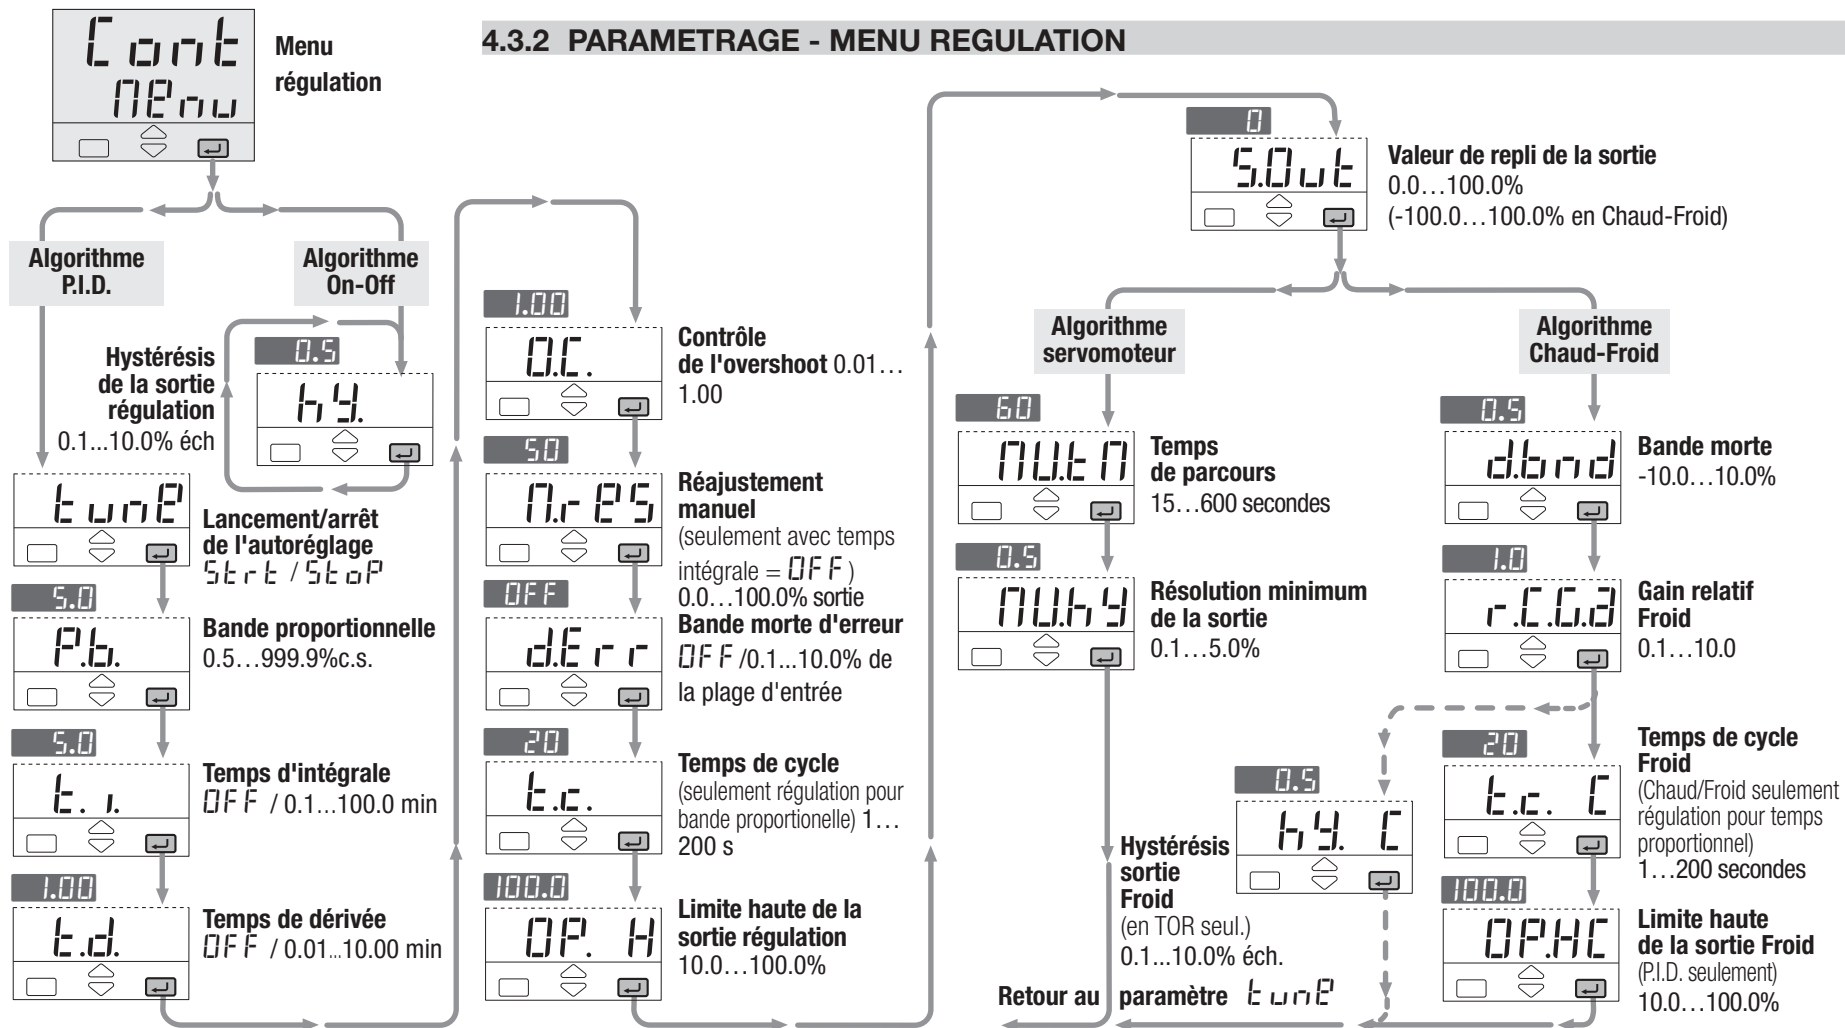 4.3.2 PARAMETRAGE - MENU REGULATION
Cont
MEnu
Menu
régulation
Algorithme
P.I.D.
Algorithme
On-Off
Hystérésis
de la sortie
régulation
0.1...10.0% éch
0.5
hy.
tunE
Lancement/arrêt
de l'autoréglage
Strt / StoP
5.0
P.b.
Bande proportionnelle
0.5…999.9%c.s.
5.0
t.i.
Temps d'intégrale
OFF / 0.1...100.0 min
1.00
t.d.
Temps de dérivée
OFF / 0.01...10.00 min
1.00
O.C.
Contrôle
de l'overshoot 0.01…
1.00
50
M.rES
Réajustement
manuel
(seulement avec temps
intégrale = OFF)
0.0…100.0% sortie
OFF
d.Err
Bande morte d'erreur
OFF/0.1...10.0% de
la plage d'entrée
20
t.c.
Temps de cycle
(seulement régulation pour
bande proportionelle) 1…
200 s
100.0
OP. H
Limite haute de la
sortie régulation
10.0…100.0%
0
S.Out
Valeur de repli de la sortie
0.0…100.0%
(-100.0…100.0% en Chaud-Froid)
Algorithme
servomoteur
60
MV.tM
Temps
de parcours
15…600 secondes
0.5
MV.hy
Résolution minimum
de la sortie
0.1…5.0%
Algorithme
Chaud-Froid
0.5
d.bnd
Bande morte
-10.0…10.0%
1.0
r.C.Ga
Gain relatif
Froid
0.1…10.0
20
t.c. C
Temps de cycle
Froid
(Chaud/Froid seulement
régulation pour temps
proportionnel)
1…200 secondes
0.5
hy. C
Hystérésis
sortie
Froid
(en TOR seul.)
0.1...10.0% éch.
100.0
OP.HC
Limite haute
de la sortie Froid
(P.I.D. seulement)
10.0…100.0%
Retour au paramètre tunE